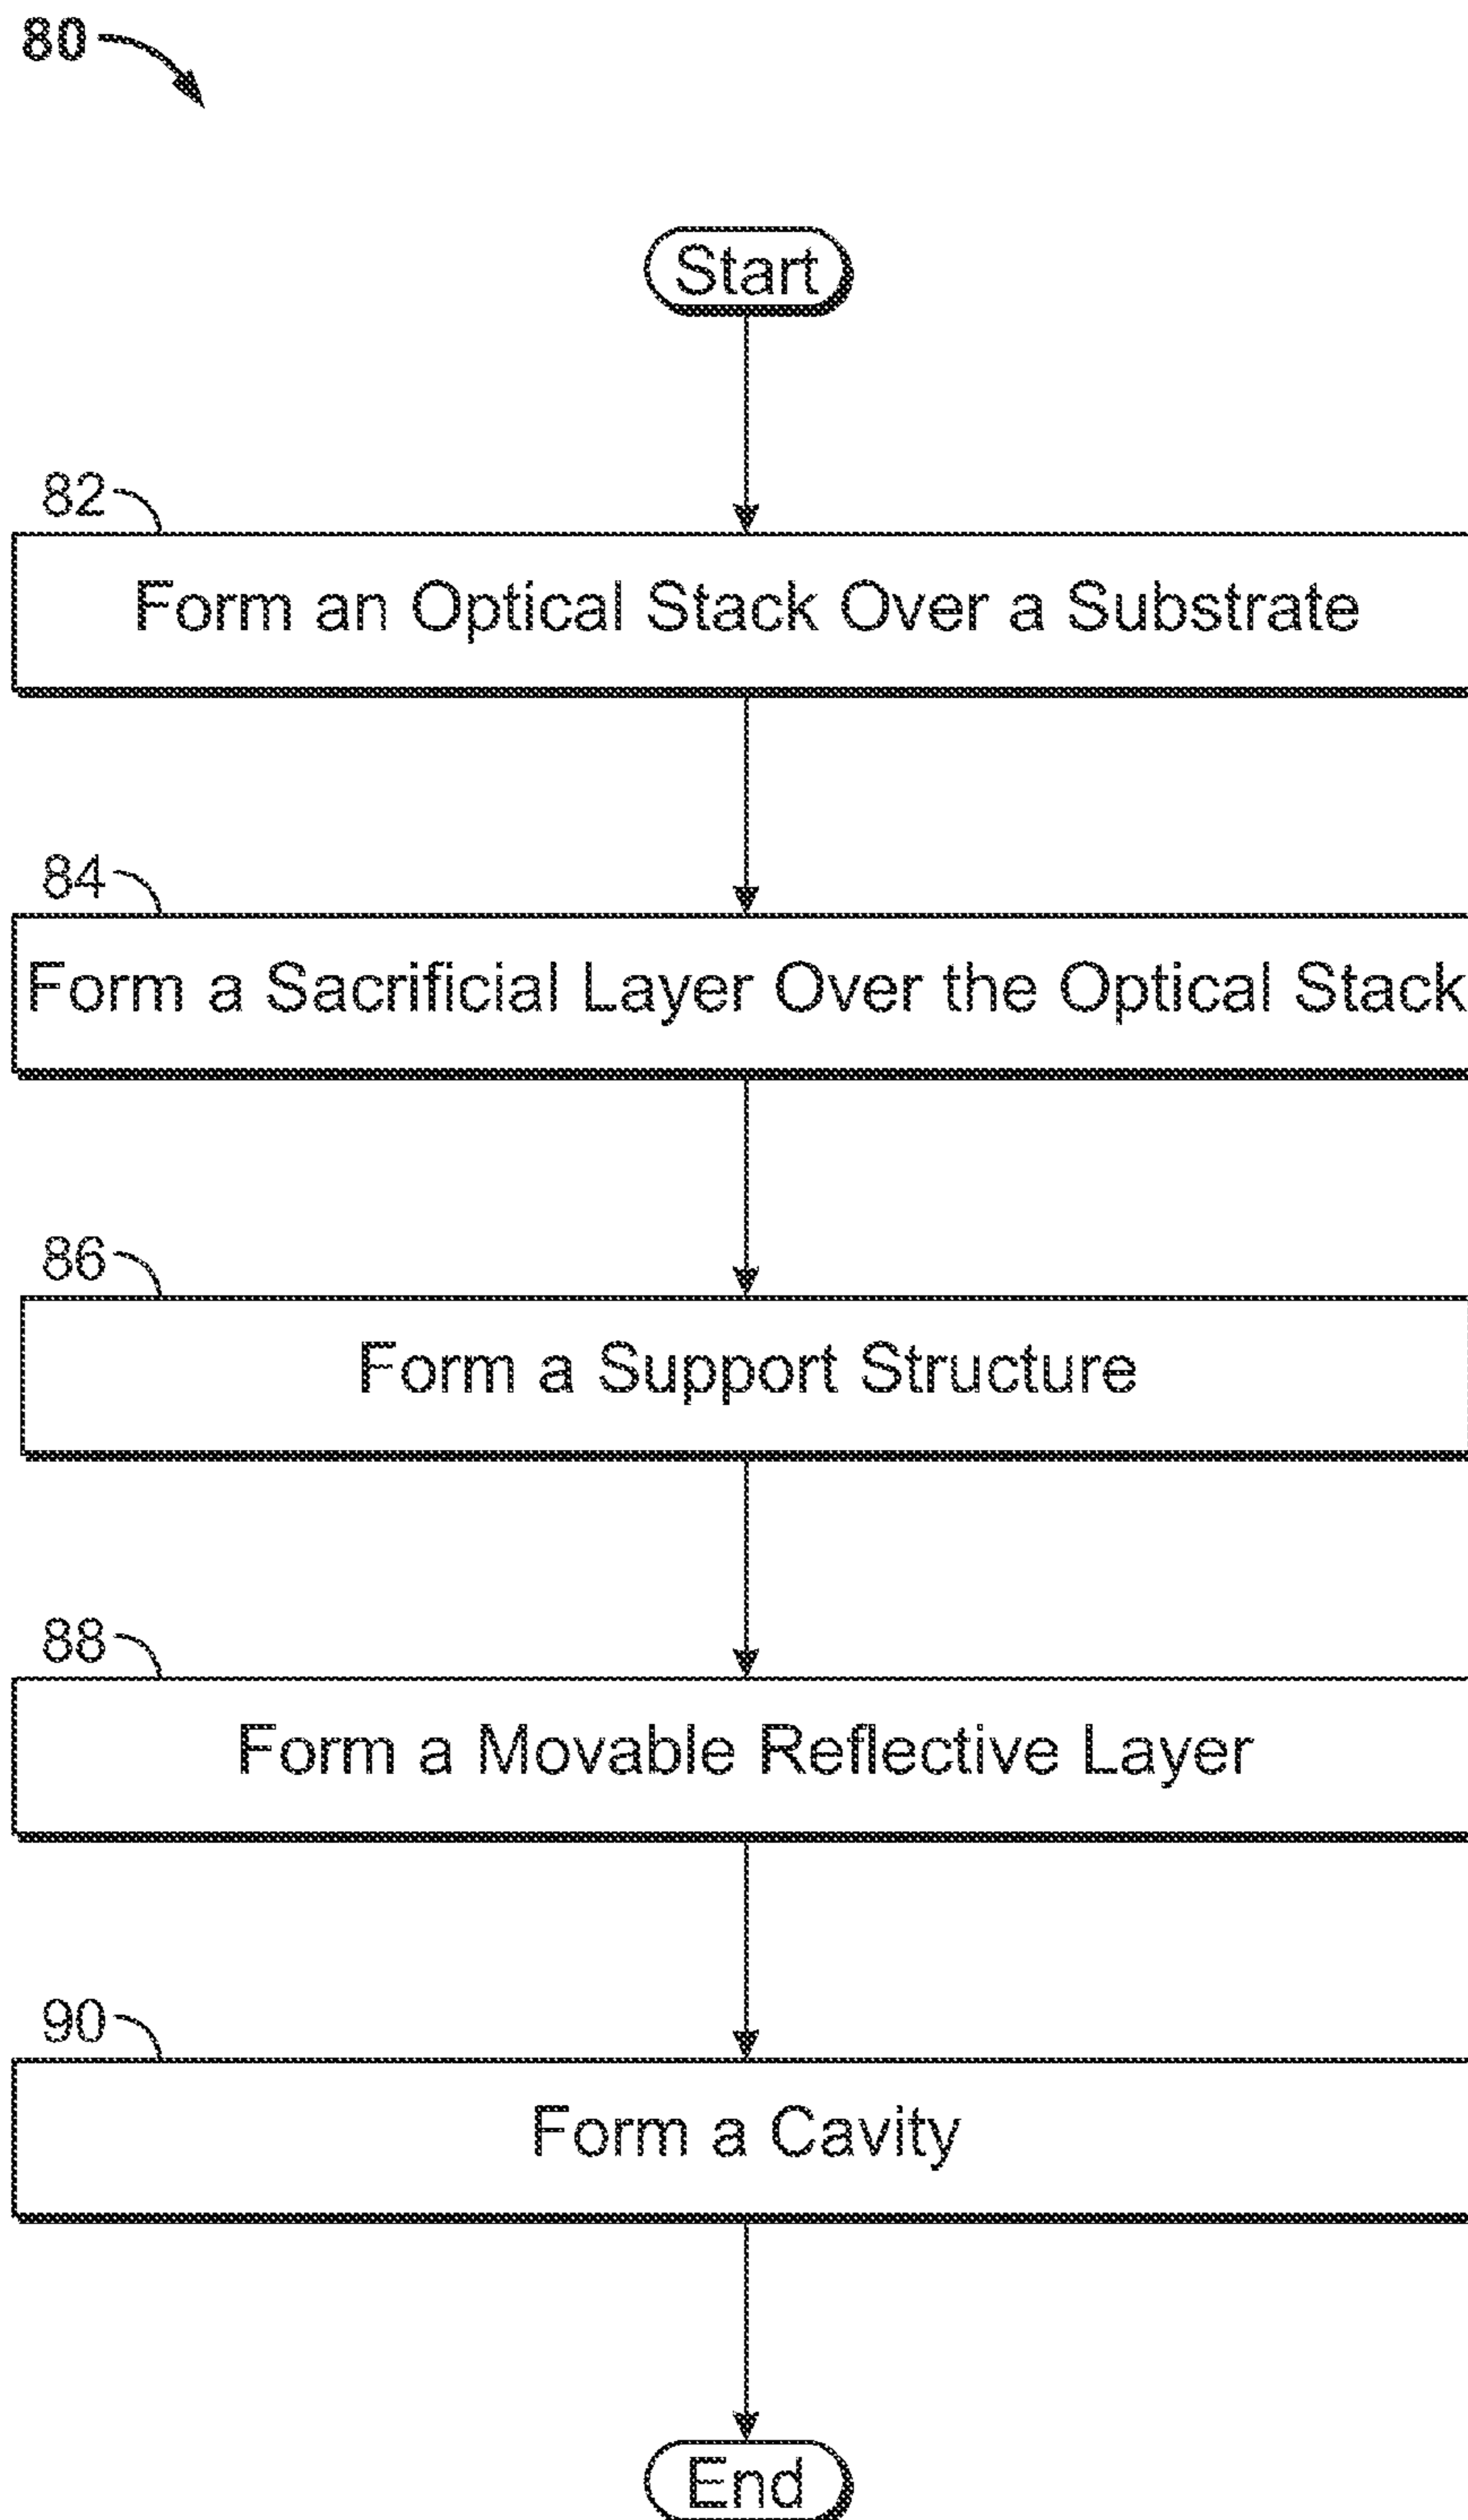 80
Start
82
Form an Optical Stack Over a Substrate
84
Form a Sacrificial Layer Over the Optical Stack
86
Form a Support Structure
88
Form a Movable Reflective Layer
90
Form a Cavity
End